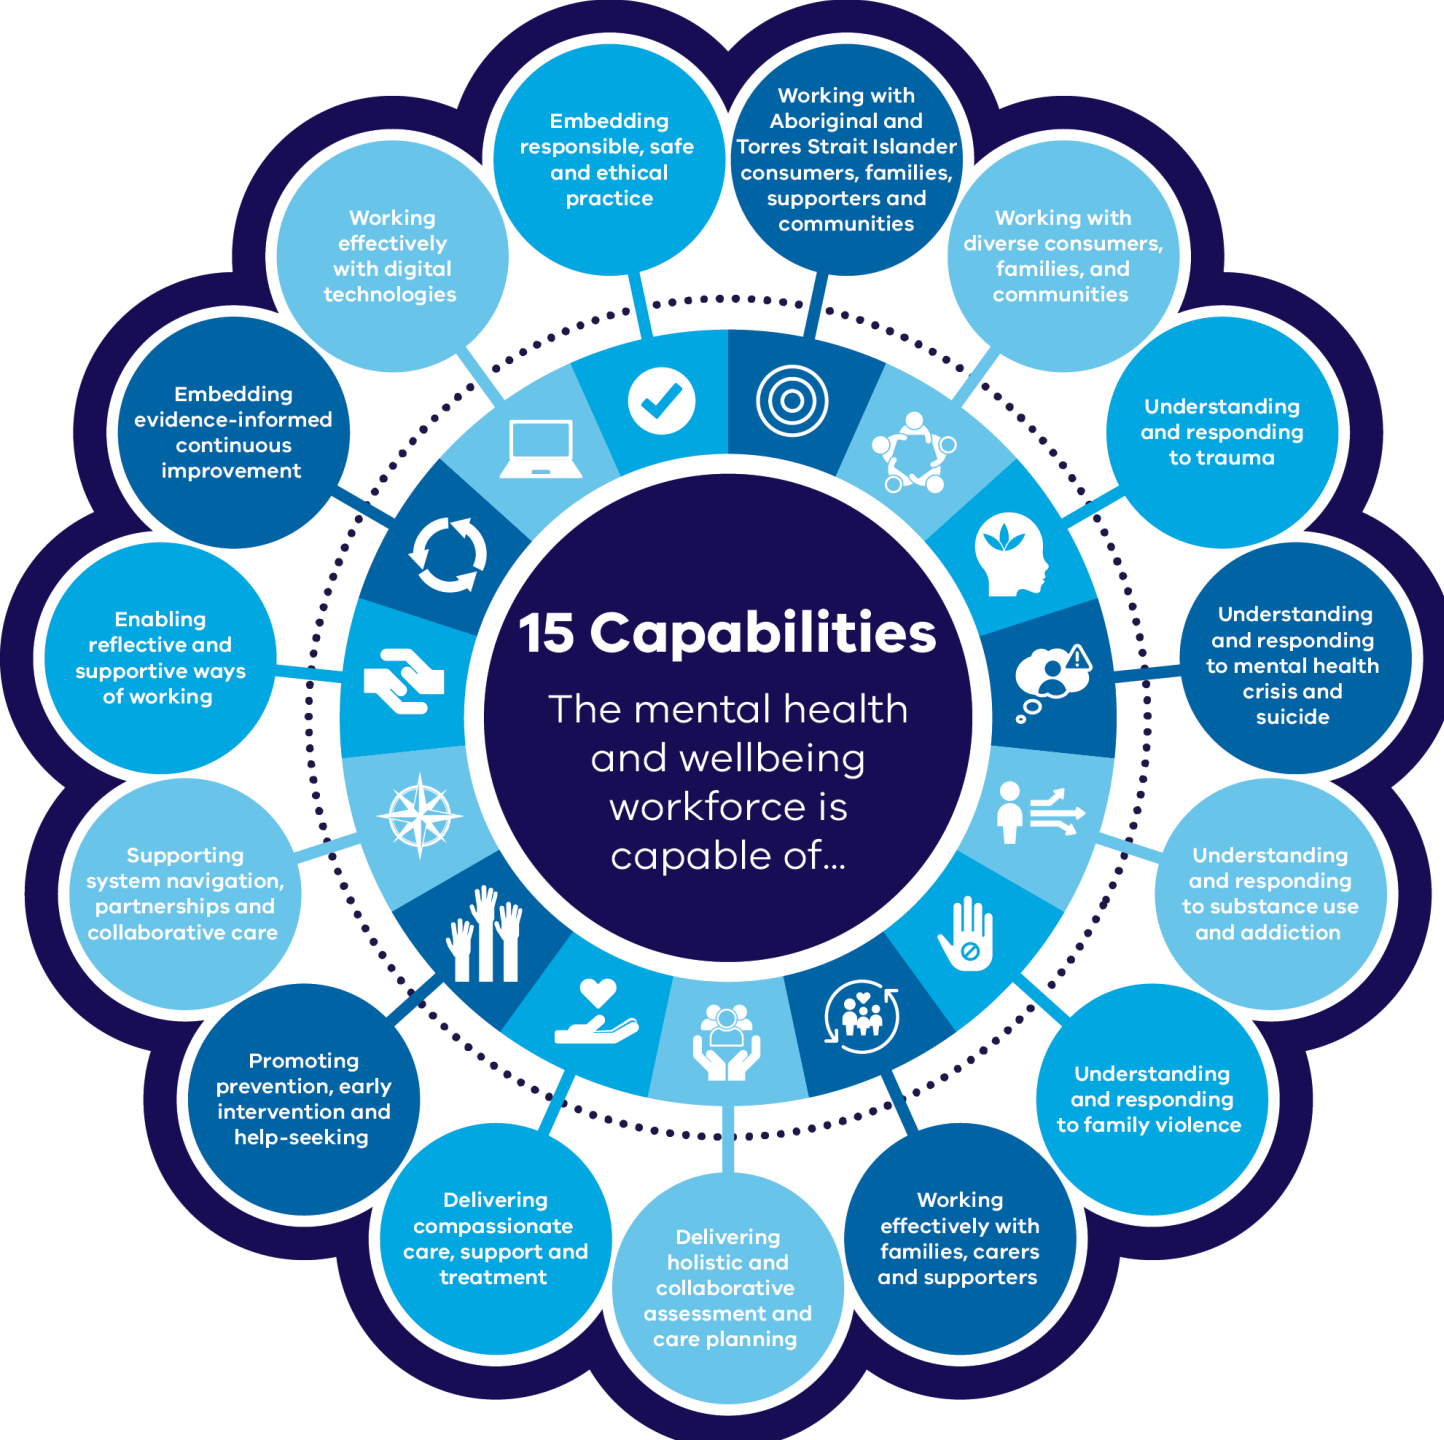 15 Capabilities
The mental health
and wellbeing
workforce is
capable of...
Working with
Aboriginal and
Torres Strait Islander
consumers, families,
supporters and
communities
Working with
diverse consumers,
families, and
communities
Understanding
and responding
to trauma
Understanding
and responding
to mental health
crisis and
suicide
Understanding
and responding
to substance use
and addiction
Understanding
and responding
to family violence
Working
effectively with
families, carers
and supporters
Delivering
holistic and
collaborative
assessment and
care planning
Delivering
compassionate
care, support and
treatment
Promoting
prevention, early
intervention and
help-seeking
Supporting
system navigation,
partnerships and
collaborative care
Enabling
reflective and
supportive ways
of working
Embedding
evidence-informed
continuous
improvement
Working
effectively
with digital
technologies
Embedding
responsible, safe
and ethical
practice